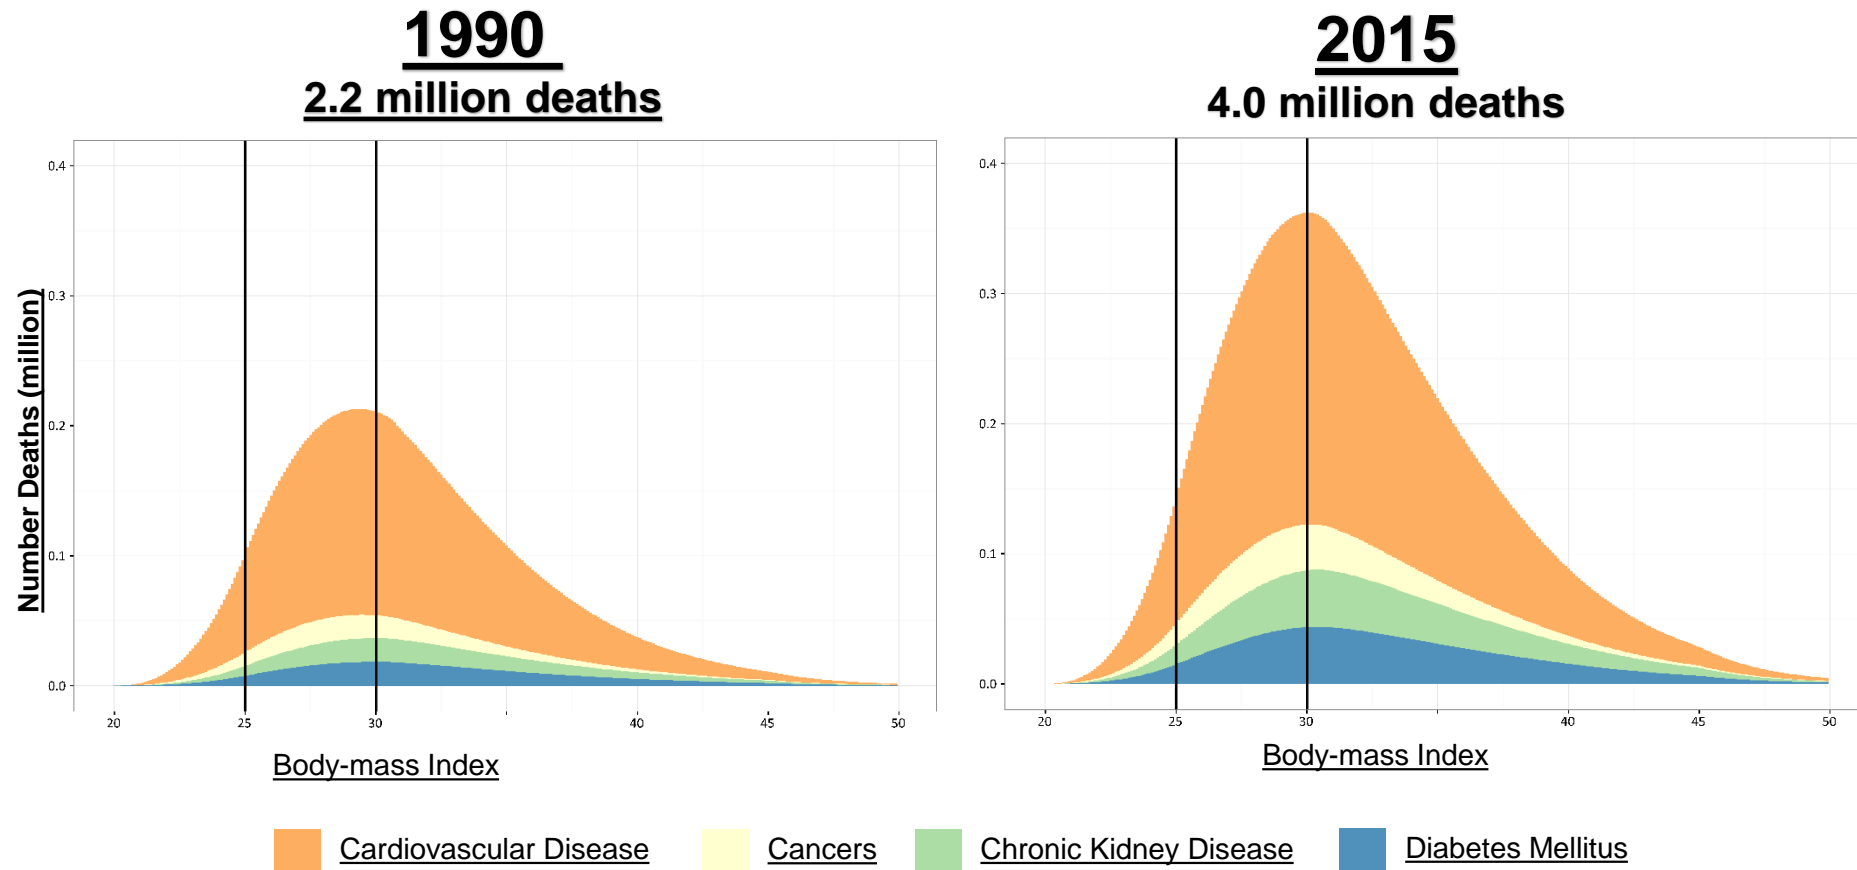 1990
2.2 million deaths
2015
4.0 million deaths
Number Deaths (million)
0.4
0.3
0.2
0.1
0.0
20 25 30 40 45 50
Body-mass Index
0.4
0.3
0.2
0.1
0.0
20 25 30 40 45 50
Body-mass Index
Cardiovascular Disease Cancers Chronic Kidney Disease Diabetes Mellitus